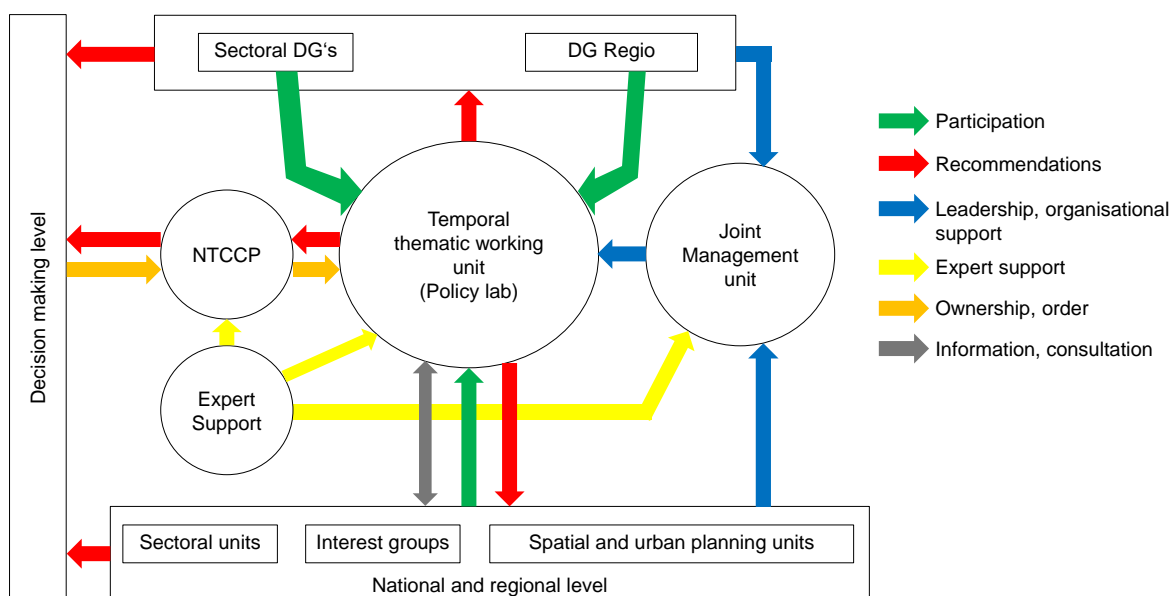 Sectoral DG‘s
DG Regio
Participation
Recommendations
Leadership, organisational
support
Expert support
Ownership, order
Information, consultation
Decision making level
NTCCP
Temporal
thematic working
unit
(Policy lab)
Joint
Management
unit
Expert
Support
Sectoral units
Interest groups
Spatial and urban planning units
National and regional level